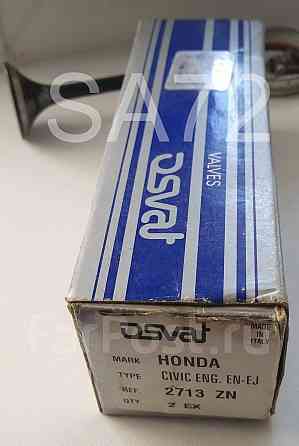 SA72
VALVES
osvat
osvat
MADE
IN
ITALY
MARK HONDA
TYPE CIVIC ENG. EN-EJ
REF. 2713 ZN
QTY 2 EX